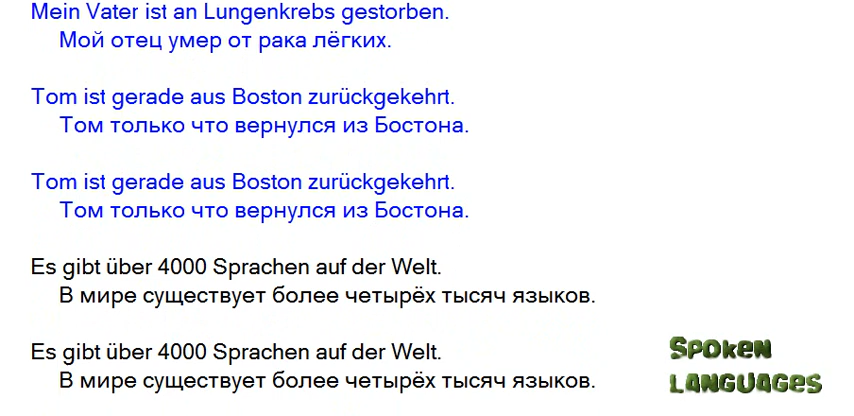 Mein Vater ist an Lungenkrebs gestorben.
Мой отец умер от рака лёгких.
Tom ist gerade aus Boston zurückgekehrt.
Том только что вернулся из Бостона.
Tom ist gerade aus Boston zurückgekehrt.
Том только что вернулся из Бостона.
Es gibt über 4000 Sprachen auf der Welt.
В мире существует более четырёх тысяч языков.
Es gibt über 4000 Sprachen auf der Welt.
В мире существует более четырёх тысяч языков.
Spoken
Languages